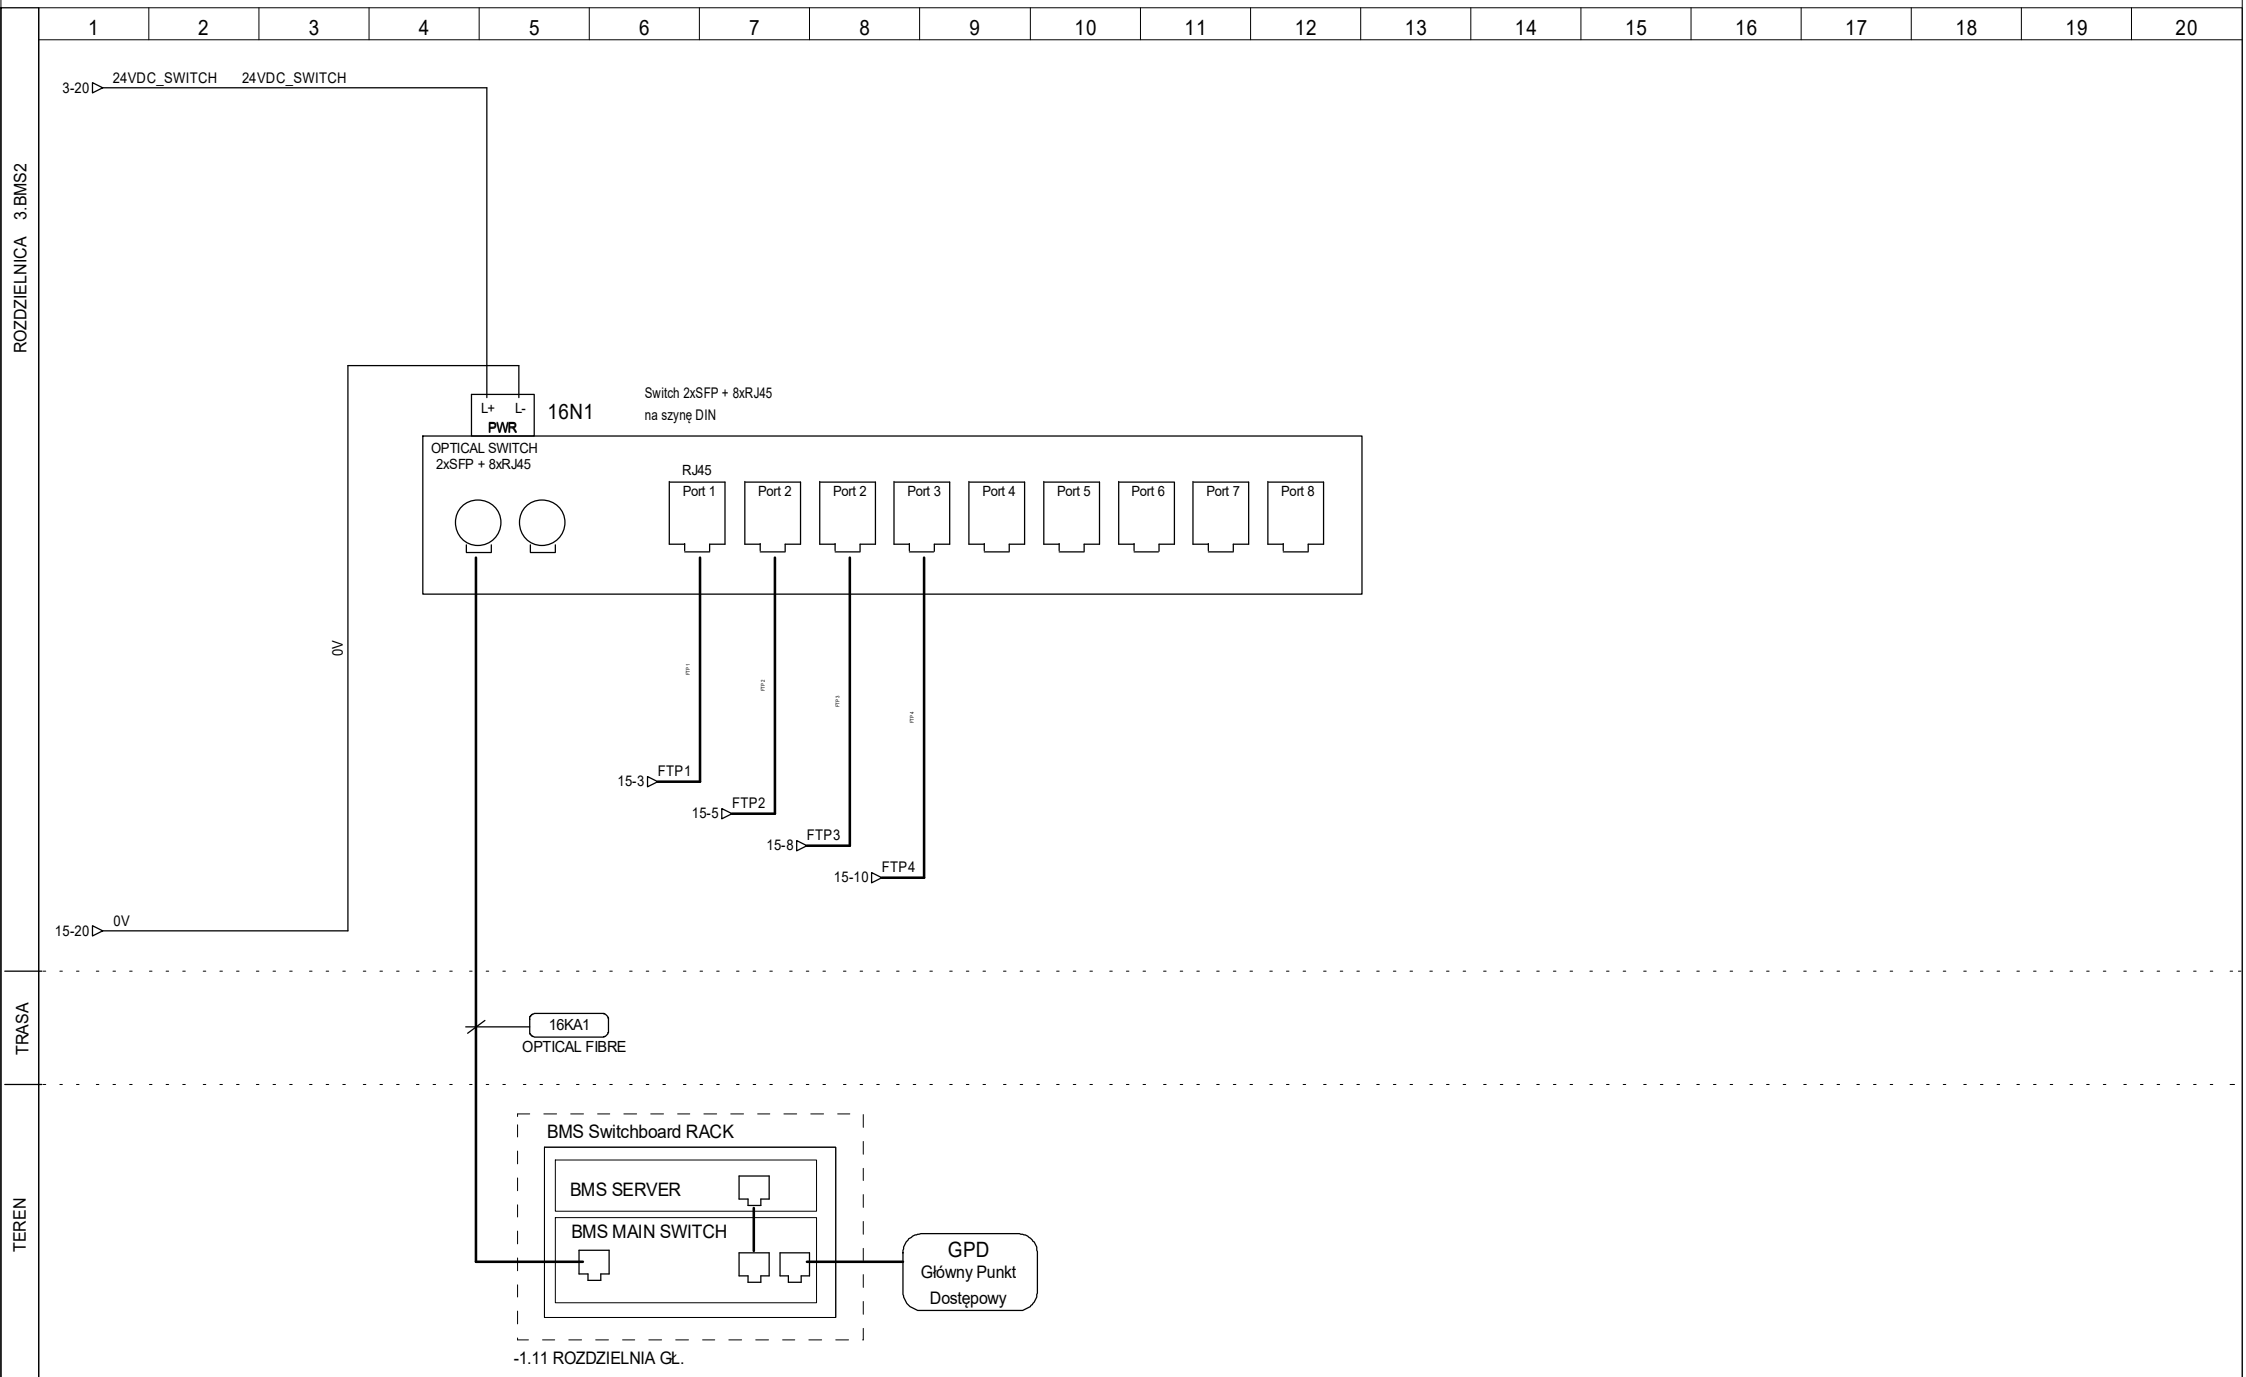 1 2 3 4 5 6 7 8 9 10 11 12 13 14 15 16 17 18 19 20
ROZDZIELNICA 3.BMS2
3-20 24VDC_SWITCH 24VDC_SWITCH
L+ L-
PWR
16N1
Switch 2xSFP + 8xRJ45
na szynę DIN
OPTICAL SWITCH
2xSFP + 8xRJ45
RJ45
Port 1 Port 2 Port 2 Port 3 Port 4 Port 5 Port 6 Port 7 Port 8
0V
FTP1
FTP2
FTP3
FTP4
15-3 FTP1
15-5 FTP2
15-8 FTP3
15-10 FTP4
15-20 0V
TRASA
16KA1
OPTICAL FIBRE
TEREN
BMS Switchboard RACK
BMS SERVER
BMS MAIN SWITCH
GPD
Główny Punkt
Dostępowy
-1.11 ROZDZIELNIA GŁ.